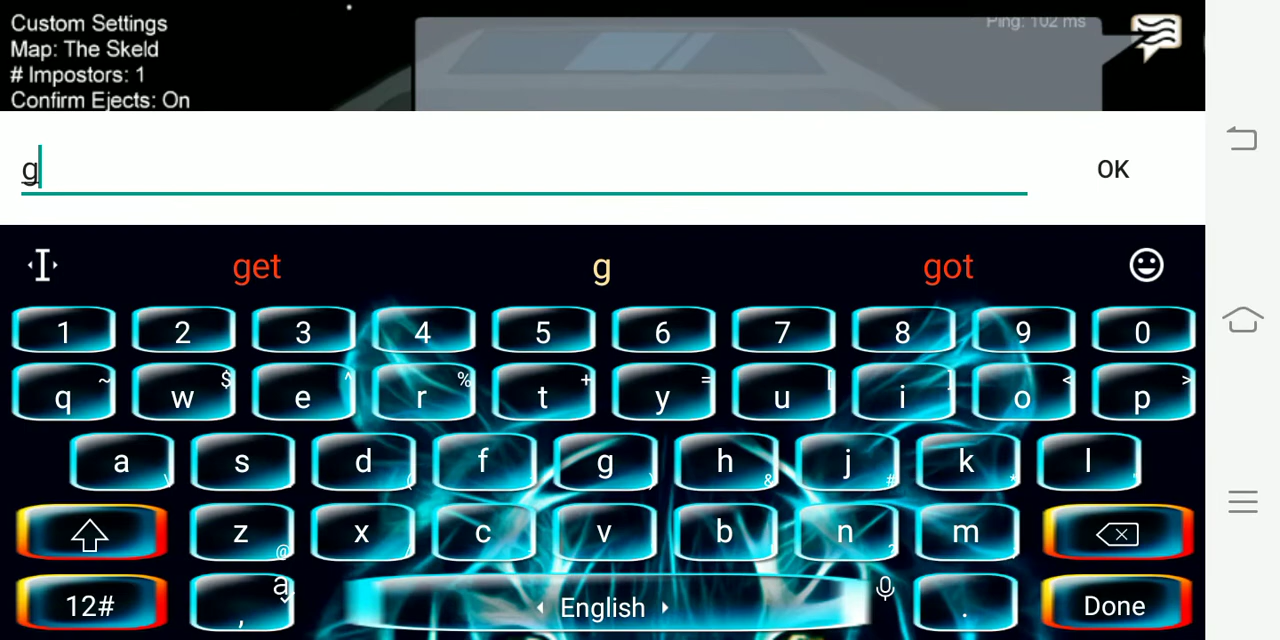 Custom Settings
Ping: 102 ms
Map: The Skeld
# Impostors: 1
Confirm Ejects: On
g
OK
get g got
1 2 3 4 5 6 7 8 9 0
~ $ ^ % + = [ ] < >
q w e r t y u i o p
a s d f g h j k l
\ ( ) & # *
z x c v b n m
@ / ?
12# , a English . Done